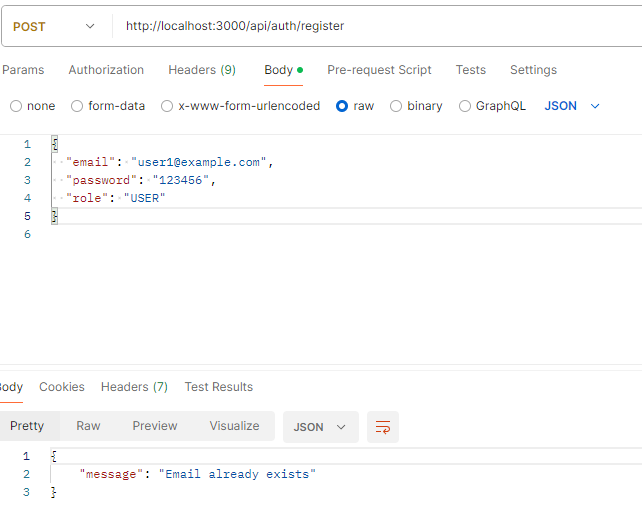 POST http://localhost:3000/api/auth/register
Params Authorization Headers (9) Body Pre-request Script Tests Settings
none form-data x-www-form-urlencoded raw binary GraphQL JSON
1 {
2 "email": "user1@example.com",
3 "password": "123456",
4 "role": "USER"
5 }
6
Body Cookies Headers (7) Test Results
Pretty Raw Preview Visualize JSON
1 {
2 "message": "Email already exists"
3 }